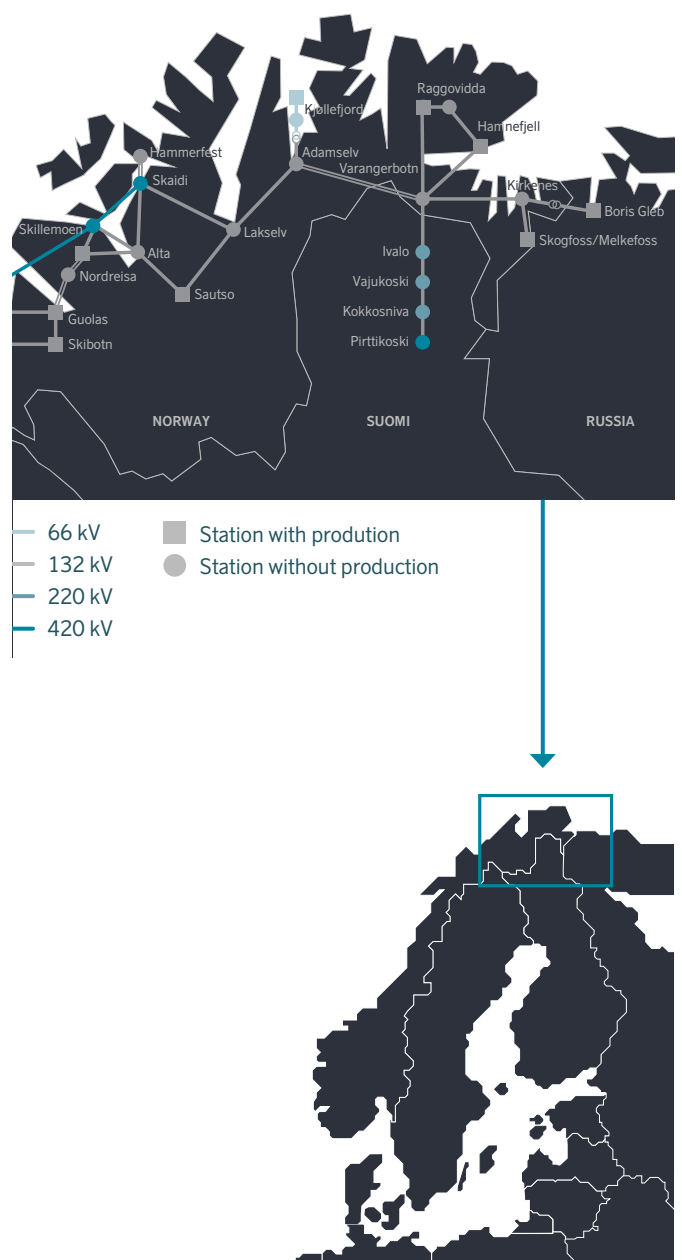 Raggovidda
Kjøllefjord
Hamnefjell
Hammerfest
Adamselv
Varangerbotn
Skaidi
Kirkenes
Boris Gleb
Skillemoen
Lakselv
Skogfoss/Melkefoss
Alta
Ivalo
Nordreisa
Vajukoski
Sautso
Kokkosniva
Guolas
Skibotn
Pirttikoski
NORWAY
SUOMI
RUSSIA
66 kV
132 kV
220 kV
420 kV
Station with prodution
Station without production